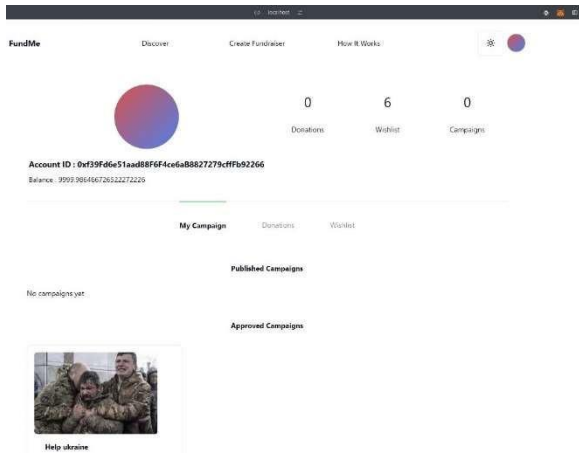 localhost
FundMe Discover Create Fundraiser How It Works
0 6 0
Donations Wishlist Campaigns
Account ID : 0xf39Fd6e51aad88F6F4ce6aB8827279cffFb92266
Balance : 9999.986466726522272226
My Campaign Donations Wishlist
Published Campaigns
No campaigns yet
Approved Campaigns
Help ukraine